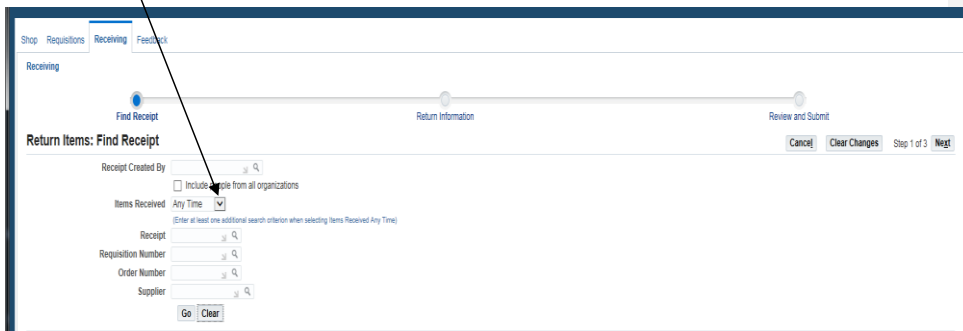 Shop Requisitions Receiving Feedback
Receiving
Find Receipt Return Information Review and Submit
Return Items: Find Receipt Cancel Clear Changes Step 1 of 3 Next
Receipt Created By
Include people from all organizations
Items Received Any Time
(Enter at least one additional search criterion when selecting Items Received Any Time)
Receipt
Requisition Number
Order Number
Supplier
Go Clear